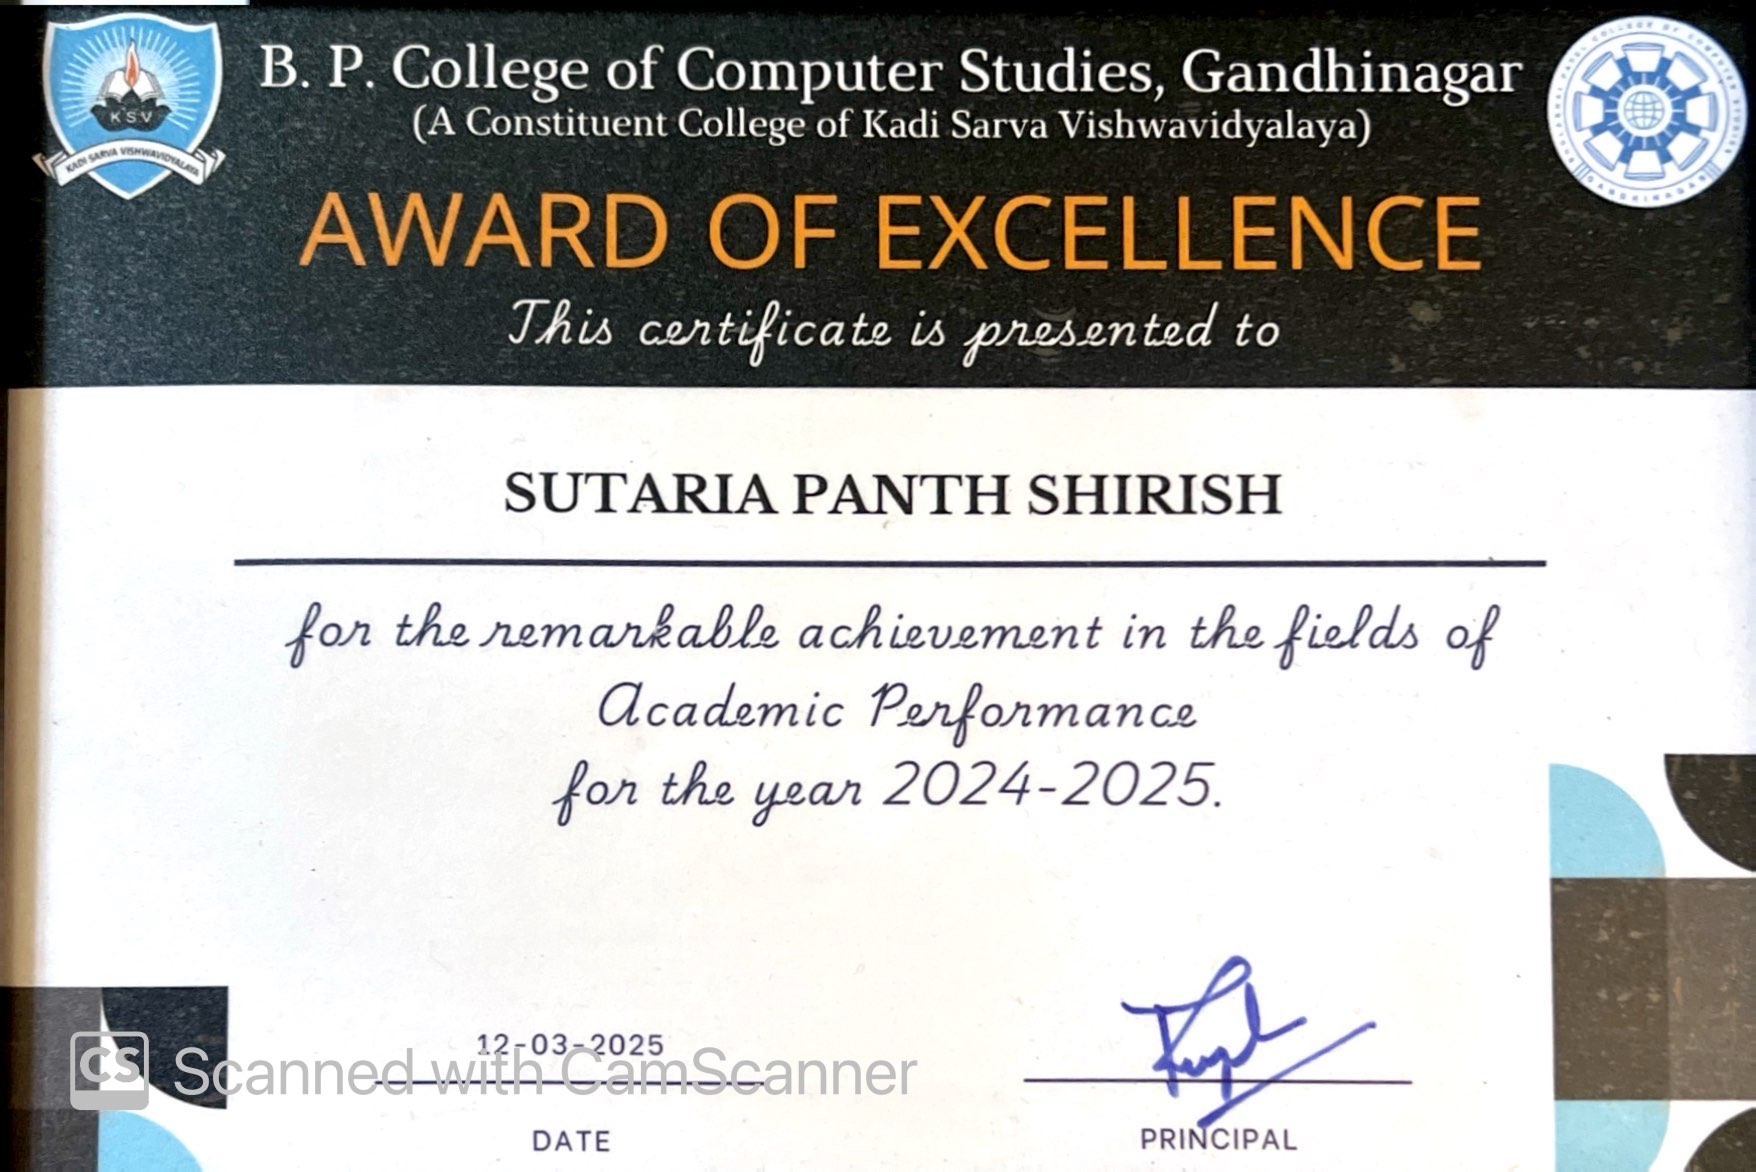 B. P. College of Computer Studies, Gandhinagar
(A Constituent College of Kadi Sarva Vishwavidyalaya)
KSV
KADI SARVA VISHWAVIDYALAYA
AWARD OF EXCELLENCE
This certificate is presented to
SUTARIA PANTH SHIRISH
for the remarkable achievement in the fields of
Academic Performance
for the year 2024-2025.
12-03-2025
CS Scanned with CamScanner
DATE
PRINCIPAL